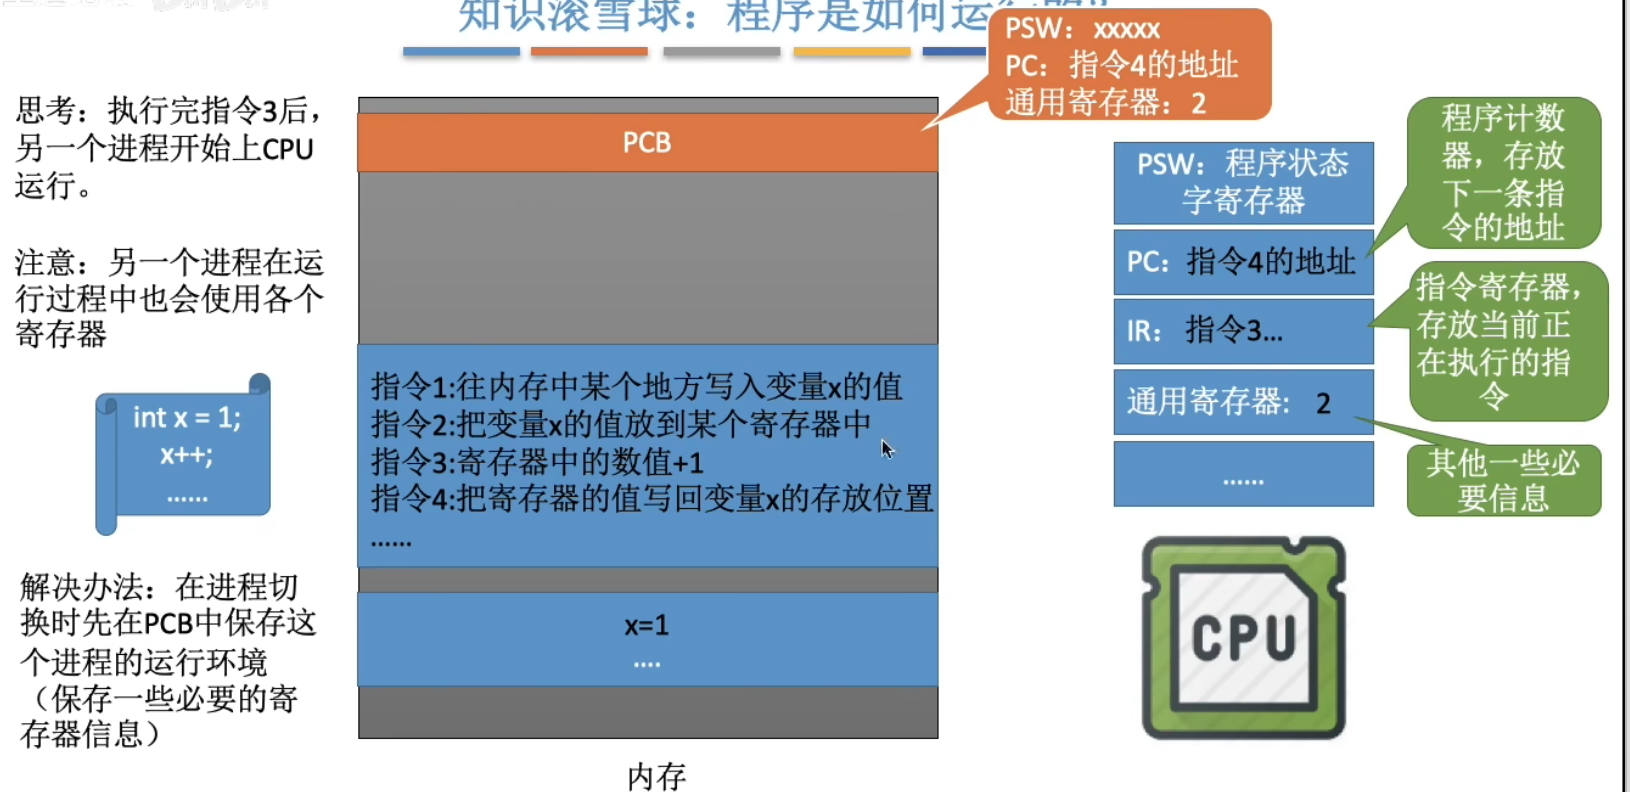 知识滚雪球：程序是如何运
PSW：xxxxx
PC：指令4的地址
通用寄存器：2
思考：执行完指令3后，
另一个进程开始上CPU
运行。
注意：另一个进程在运
行过程中也会使用各个
寄存器
int x = 1;
x++;
......
解决办法：在进程切
换时先在PCB中保存这
个进程的运行环境
（保存一些必要的寄
存器信息）
PCB
指令1:往内存中某个地方写入变量x的值
指令2:把变量x的值放到某个寄存器中
指令3:寄存器中的数值+1
指令4:把寄存器的值写回变量x的存放位置
......
x=1
....
内存
PSW：程序状态
字寄存器
PC：指令4的地址
IR：指令3...
通用寄存器：2
......
程序计数
器，存放
下一条指
令的地址
指令寄存器，
存放当前正
在执行的指
令
其他一些必
要信息
CPU